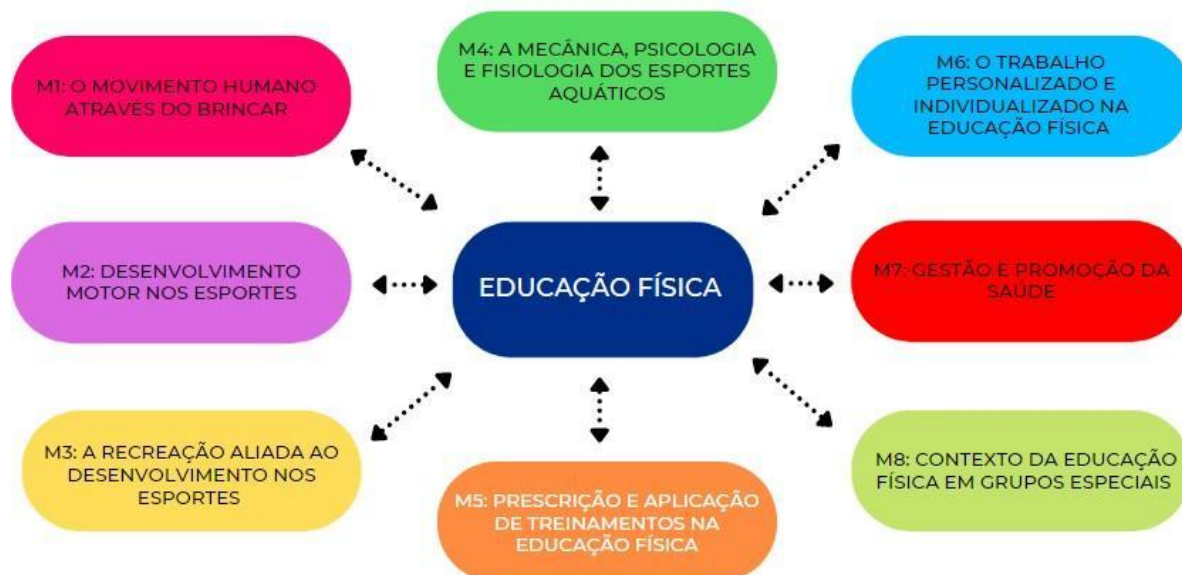 M1: O MOVIMENTO HUMANO
ATRAVÉS DO BRINCAR
M4: A MECÂNICA, PSICOLOGIA
E FISIOLOGIA DOS ESPORTES
AQUÁTICOS
M6: O TRABALHO
PERSONALIZADO E
INDIVIDUALIZADO NA
EDUCAÇÃO FÍSICA
M2: DESENVOLVIMENTO
MOTOR NOS ESPORTES
EDUCAÇÃO FÍSICA
M7: GESTÃO E PROMOÇÃO DA
SAÚDE
M3: A RECREAÇÃO ALIADA AO
DESENVOLVIMENTO NOS
ESPORTES
M5: PRESCRIÇÃO E APLICAÇÃO
DE TREINAMENTOS NA
EDUCAÇÃO FÍSICA
M8: CONTEXTO DA EDUCAÇÃO
FÍSICA EM GRUPOS ESPECIAIS